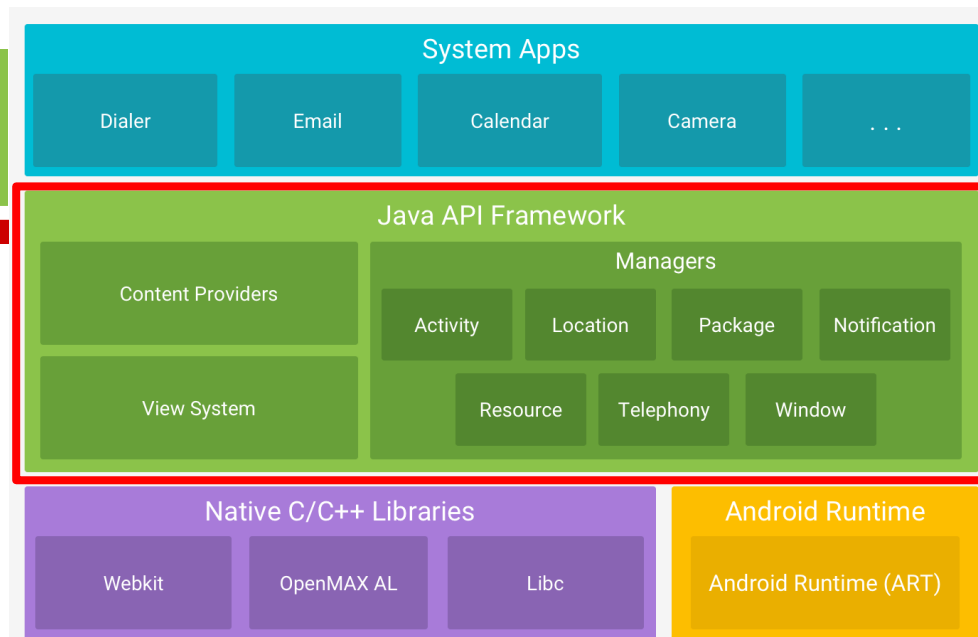 System Apps
Dialer
Email
Calendar
Camera
. . .
Java API Framework
Content Providers
View System
Managers
Activity
Location
Package
Notification
Resource
Telephony
Window
Native C/C++ Libraries
Webkit
OpenMAX AL
Libc
Android Runtime
Android Runtime (ART)